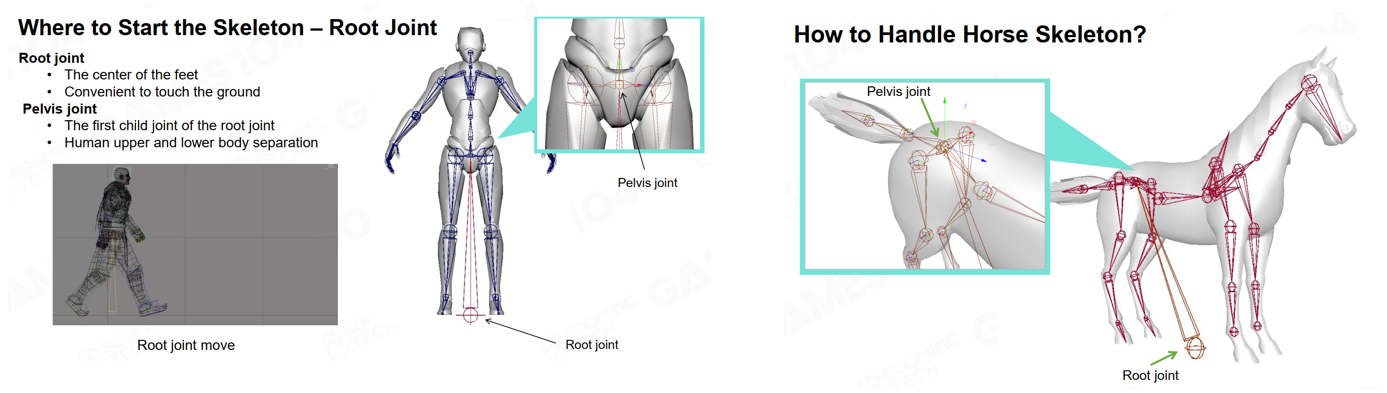 Where to Start the Skeleton – Root Joint
Root joint
• The center of the feet
• Convenient to touch the ground
Pelvis joint
• The first child joint of the root joint
• Human upper and lower body separation
Root joint move
Pelvis joint
Root joint
How to Handle Horse Skeleton?
Pelvis joint
Root joint